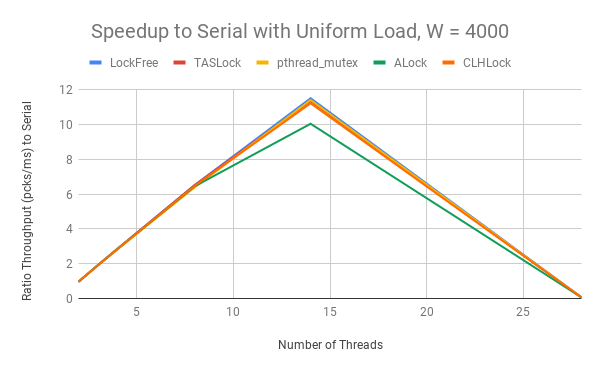 Speedup to Serial with Uniform Load, W = 4000
LockFree TASLock pthread_mutex ALock CLHLock
Ratio Throughput (pcks/ms) to Serial
12
10
8
6
4
2
0
5 10 15 20 25
Number of Threads